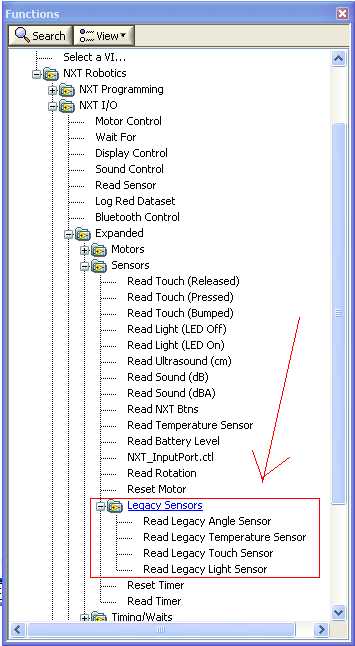 Functions
Search View
Select a VI...
NXT Robotics
NXT Programming
NXT I/O
Motor Control
Wait For
Display Control
Sound Control
Read Sensor
Log Red Dataset
Bluetooth Control
Expanded
Motors
Sensors
Read Touch (Released)
Read Touch (Pressed)
Read Touch (Bumped)
Read Light (LED Off)
Read Light (LED On)
Read Ultrasound (cm)
Read Sound (dB)
Read Sound (dBA)
Read NXT Btns
Read Temperature Sensor
Read Battery Level
NXT_InputPort.ctl
Read Rotation
Reset Motor
Legacy Sensors
Read Legacy Angle Sensor
Read Legacy Temperature Sensor
Read Legacy Touch Sensor
Read Legacy Light Sensor
Reset Timer
Read Timer
Timing/Waits